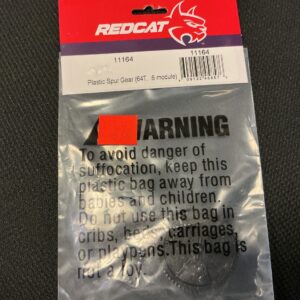 REDCAT
11164 11164
Plastic Spur Gear (64T, .6 module)
WARNING
To avoid danger of
suffocation, keep this
plastic bag away from
babies and children.
Do not use this bag in
cribs, beds, carriages,
or playpens.This bag is
not a toy.